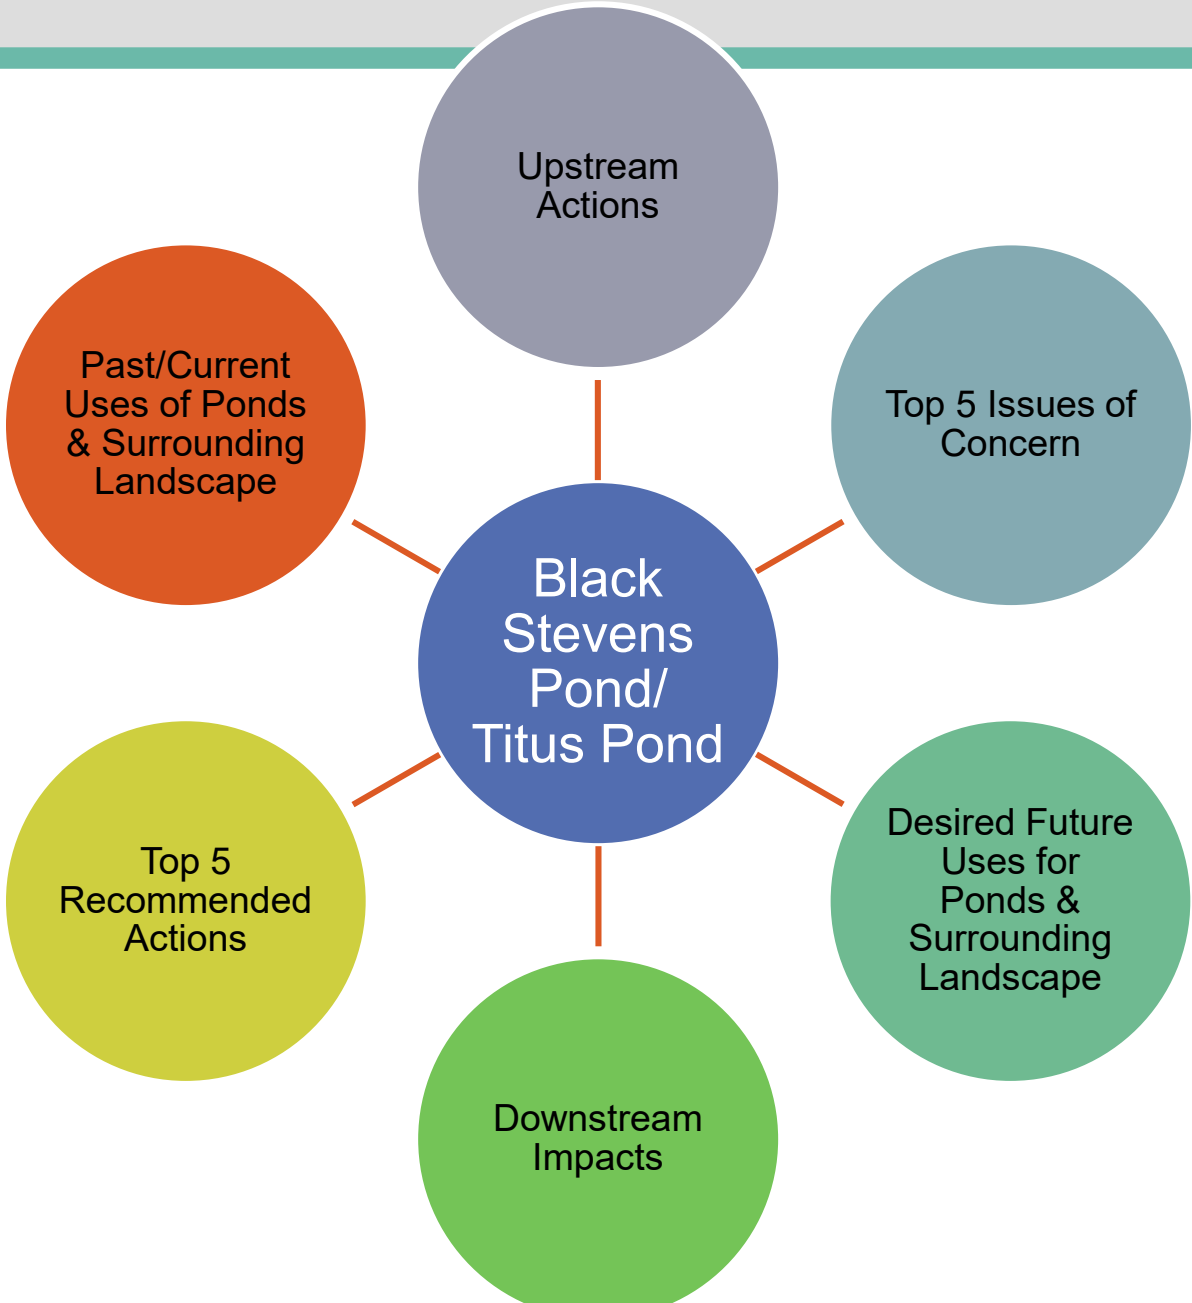 Upstream
Actions
Past/Current
Uses of Ponds
& Surrounding
Landscape
Top 5 Issues of
Concern
Black
Stevens
Pond/
Titus Pond
Top 5
Recommended
Actions
Desired Future
Uses for
Ponds &
Surrounding
Landscape
Downstream
Impacts